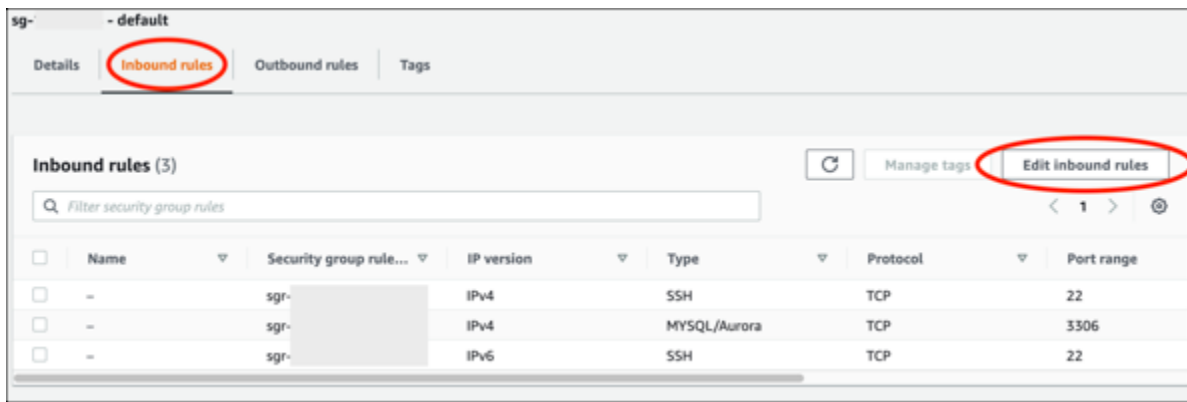 sg- - default
Details Inbound rules Outbound rules Tags
Inbound rules (3)
Manage tags Edit inbound rules
Filter security group rules
1
Name Security group rule... IP version Type Protocol Port range
– sgr- IPv4 SSH TCP 22
– sgr- IPv4 MYSQL/Aurora TCP 3306
– sgr- IPv6 SSH TCP 22